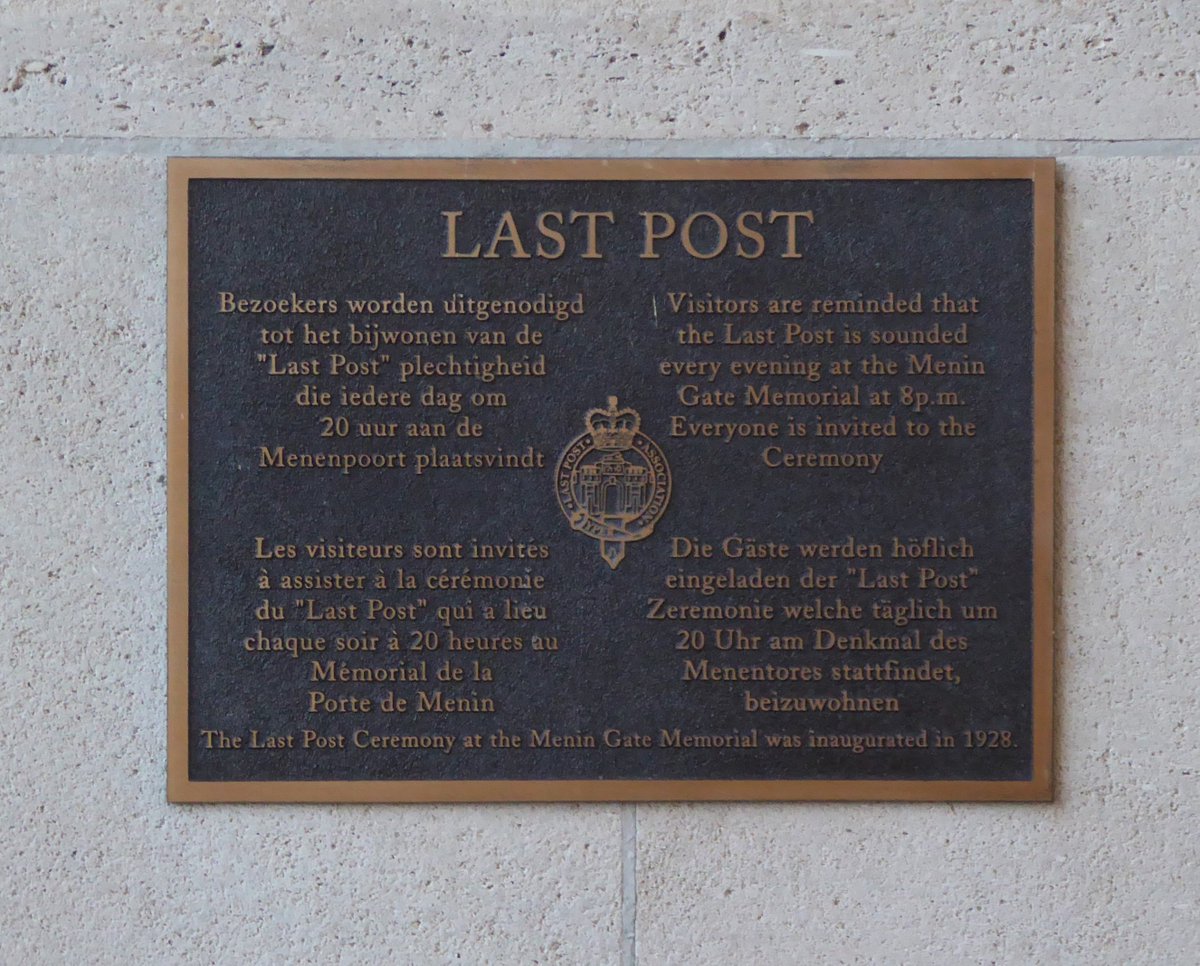 LAST POST
Bezoekers worden uitgenodigd
tot het bijwonen van de
"Last Post" plechtigheid
die iedere dag om
20 uur aan de
Menenpoort plaatsvindt
Visitors are reminded that
the Last Post is sounded
every evening at the Menin
Gate Memorial at 8p.m.
Everyone is invited to the
Ceremony
LAST POST · ASSOCIATION
Les visiteurs sont invités
à assister à la cérémonie
du "Last Post" qui a lieu
chaque soir à 20 heures au
Mémorial de la
Porte de Menin
Die Gäste werden höflich
eingeladen der "Last Post"
Zeremonie welche täglich um
20 Uhr am Denkmal des
Menentores stattfindet,
beizuwohnen
The Last Post Ceremony at the Menin Gate Memorial was inaugurated in 1928.